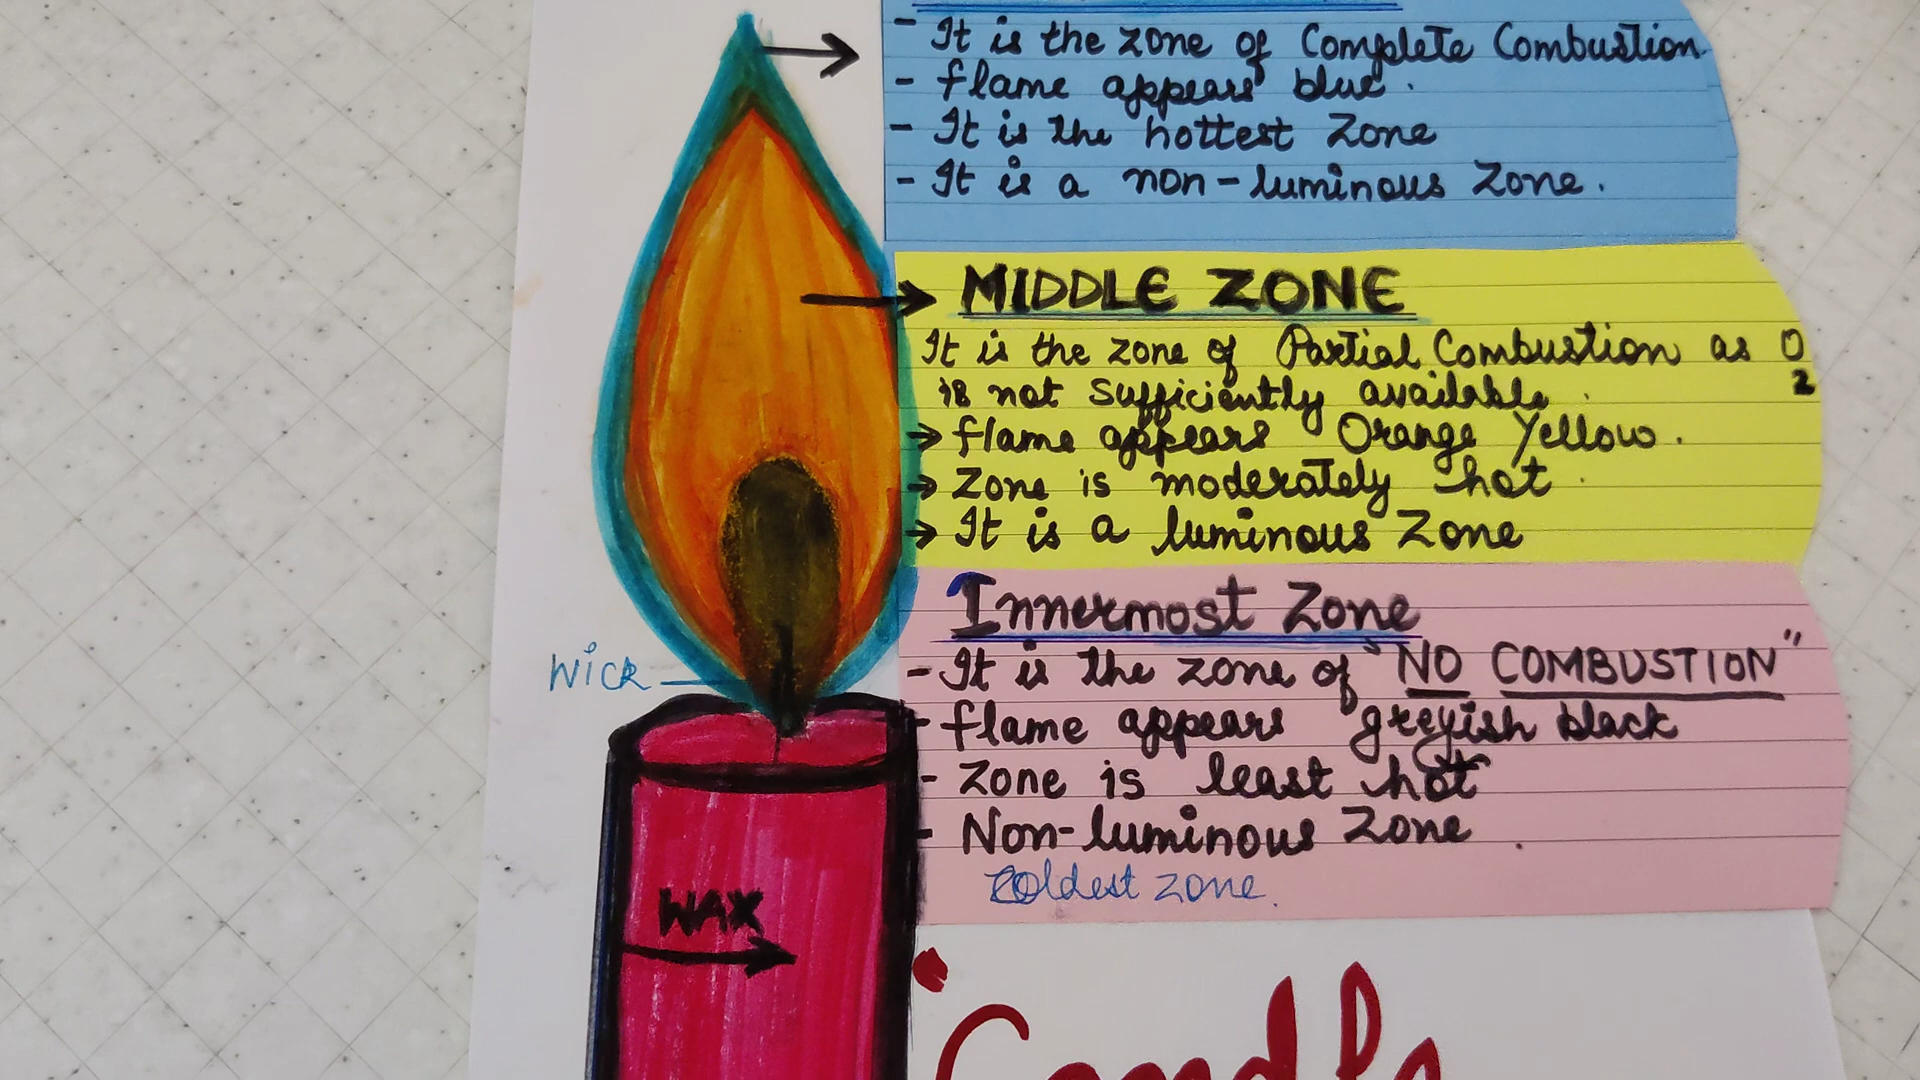 - It is the zone of Complete Combustion
- flame appears blue.
- It is the hottest Zone
- It is a non-luminous Zone.
MIDDLE ZONE
It is the zone of Partial Combustion as O2
is not sufficiently available.
→ flame appears Orange Yellow.
→ Zone is moderately hot.
→ It is a luminous Zone
Innermost Zone
- It is the zone of "NO COMBUSTION"
- flame appears greyish black
- Zone is least hot
- Non-luminous Zone.
Coldest zone.
Wick
WAX
"Candle